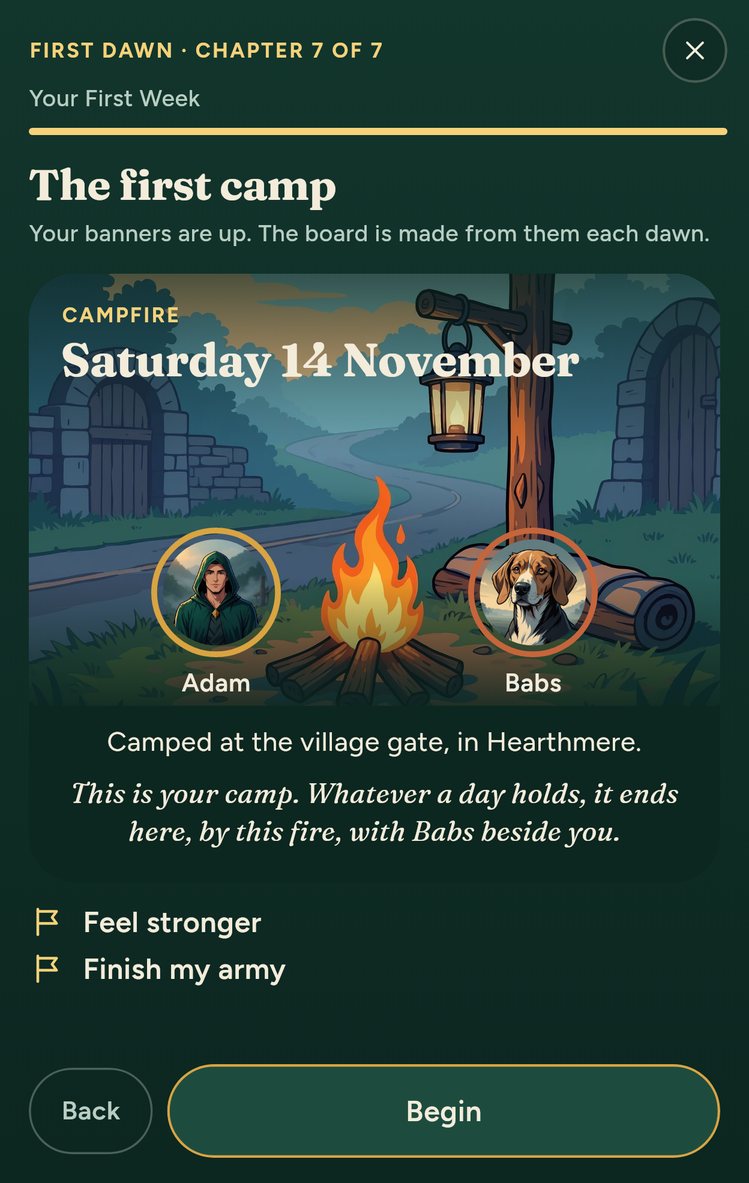 FIRST DAWN · CHAPTER 7 OF 7
Your First Week
The first camp
Your banners are up. The board is made from them each dawn.
CAMPFIRE
Saturday 14 November
Adam
Babs
Camped at the village gate, in Hearthmere.
This is your camp. Whatever a day holds, it ends
here, by this fire, with Babs beside you.
Feel stronger
Finish my army
Back
Begin